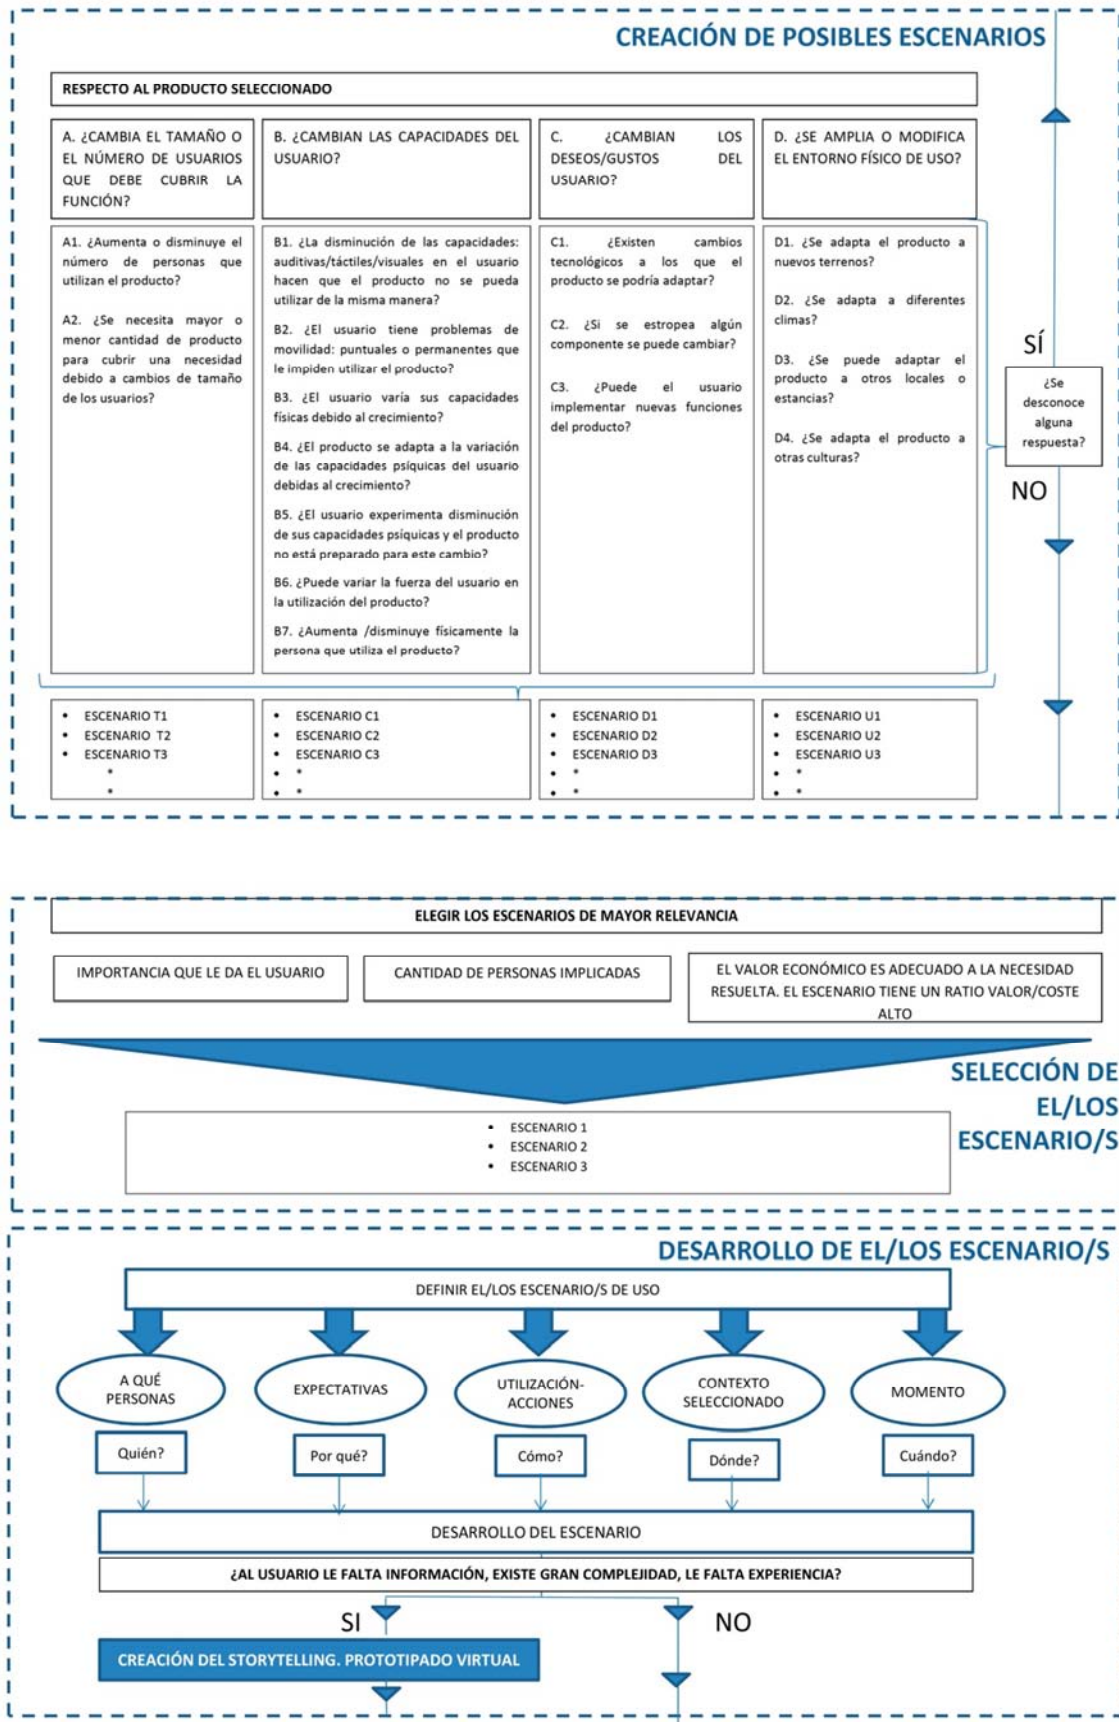 CREACIÓN DE POSIBLES ESCENARIOS
RESPECTO AL PRODUCTO SELECCIONADO
A. ¿CAMBIA EL TAMAÑO O
EL NÚMERO DE USUARIOS
QUE DEBE CUBRIR LA
FUNCIÓN?
B. ¿CAMBIAN LAS CAPACIDADES DEL
USUARIO?
C. ¿CAMBIAN LOS
DESEOS/GUSTOS DEL
USUARIO?
D. ¿SE AMPLIA O MODIFICA
EL ENTORNO FÍSICO DE USO?
A1. ¿Aumenta o disminuye el
número de personas que
utilizan el producto?
A2. ¿Se necesita mayor o
menor cantidad de producto
para cubrir una necesidad
debido a cambios de tamaño
de los usuarios?
B1. ¿La disminución de las capacidades:
auditivas/táctiles/visuales en el usuario
hacen que el producto no se pueda
utilizar de la misma manera?
B2. ¿El usuario tiene problemas de
movilidad: puntuales o permanentes que
le impiden utilizar el producto?
B3. ¿El usuario varía sus capacidades
físicas debido al crecimiento?
B4. ¿El producto se adapta a la variación
de las capacidades psíquicas del usuario
debidas al crecimiento?
B5. ¿El usuario experimenta disminución
de sus capacidades psíquicas y el producto
no está preparado para este cambio?
B6. ¿Puede variar la fuerza del usuario en
la utilización del producto?
B7. ¿Aumenta /disminuye físicamente la
persona que utiliza el producto?
C1. ¿Existen cambios
tecnológicos a los que el
producto se podría adaptar?
C2. ¿Si se estropea algún
componente se puede cambiar?
C3. ¿Puede el usuario
implementar nuevas funciones
del producto?
D1. ¿Se adapta el producto a
nuevos terrenos?
D2. ¿Se adapta a diferentes
climas?
D3. ¿Se puede adaptar el
producto a otros locales o
estancias?
D4. ¿Se adapta el producto a
otras culturas?
SÍ
¿Se
desconoce
alguna
respuesta?
NO
• ESCENARIO T1
• ESCENARIO T2
• ESCENARIO T3
*
*
• ESCENARIO C1
• ESCENARIO C2
• ESCENARIO C3
• *
• *
• ESCENARIO D1
• ESCENARIO D2
• ESCENARIO D3
• *
• *
• ESCENARIO U1
• ESCENARIO U2
• ESCENARIO U3
• *
• *
ELEGIR LOS ESCENARIOS DE MAYOR RELEVANCIA
IMPORTANCIA QUE LE DA EL USUARIO
CANTIDAD DE PERSONAS IMPLICADAS
EL VALOR ECONÓMICO ES ADECUADO A LA NECESIDAD
RESUELTA. EL ESCENARIO TIENE UN RATIO VALOR/COSTE
ALTO
SELECCIÓN DE
EL/LOS
ESCENARIO/S
• ESCENARIO 1
• ESCENARIO 2
• ESCENARIO 3
DESARROLLO DE EL/LOS ESCENARIO/S
DEFINIR EL/LOS ESCENARIO/S DE USO
A QUÉ
PERSONAS
EXPECTATIVAS
UTILIZACIÓN-
ACCIONES
CONTEXTO
SELECCIONADO
MOMENTO
Quién?
Por qué?
Cómo?
Dónde?
Cuándo?
DESARROLLO DEL ESCENARIO
¿AL USUARIO LE FALTA INFORMACIÓN, EXISTE GRAN COMPLEJIDAD, LE FALTA EXPERIENCIA?
SI
NO
CREACIÓN DEL STORYTELLING. PROTOTIPADO VIRTUAL